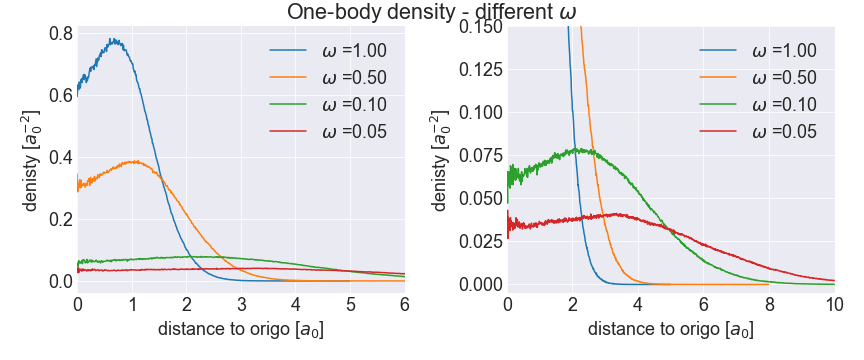 One-body density - different ω
0.8
0.6
0.4
0.2
0.0
denisty [a₀⁻²]
0 1 2 3 4 5 6
distance to origo [a₀]
ω =1.00
ω =0.50
ω =0.10
ω =0.05
0.150
0.125
0.100
0.075
0.050
0.025
0.000
denisty [a₀⁻²]
0 2 4 6 8 10
distance to origo [a₀]
ω =1.00
ω =0.50
ω =0.10
ω =0.05